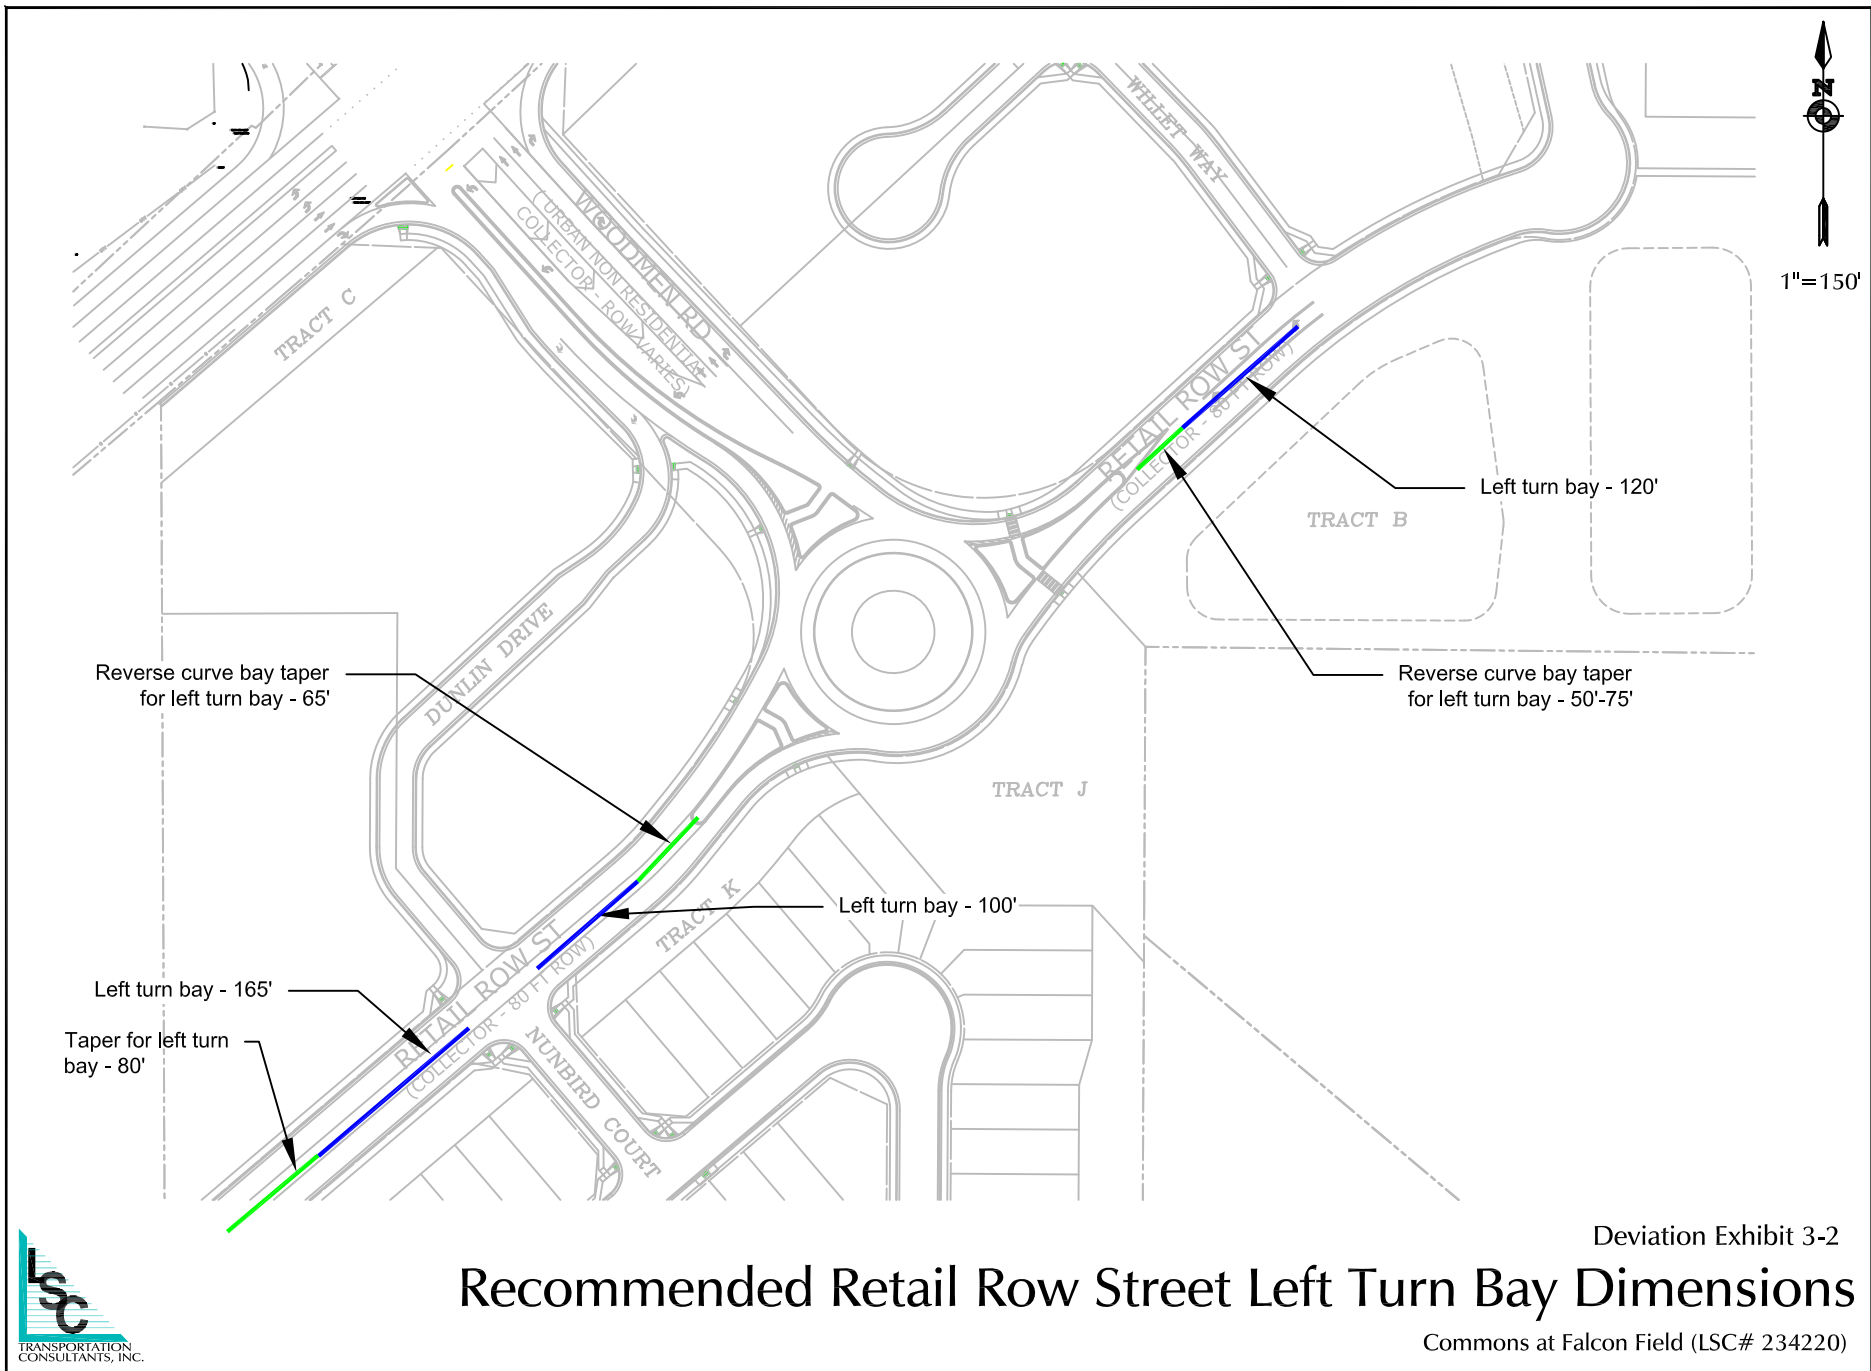 N
1"=150'
WILLET WAY
WOODMEN RD
(URBAN NON RESIDENTIAL
COLLECTOR - ROW VARIES)
TRACT C
RETAIL ROW ST
(COLLECTOR - 80 FT ROW)
Left turn bay - 120'
TRACT B
Reverse curve bay taper
for left turn bay - 50'-75'
DUNLIN DRIVE
Reverse curve bay taper
for left turn bay - 65'
TRACT J
TRACT K
Left turn bay - 100'
RETAIL ROW ST
(COLLECTOR - 80 FT ROW)
Left turn bay - 165'
Taper for left turn
bay - 80'
NUNBIRD COURT
Deviation Exhibit 3-2
Recommended Retail Row Street Left Turn Bay Dimensions
Commons at Falcon Field (LSC# 234220)
LSC
TRANSPORTATION
CONSULTANTS, INC.